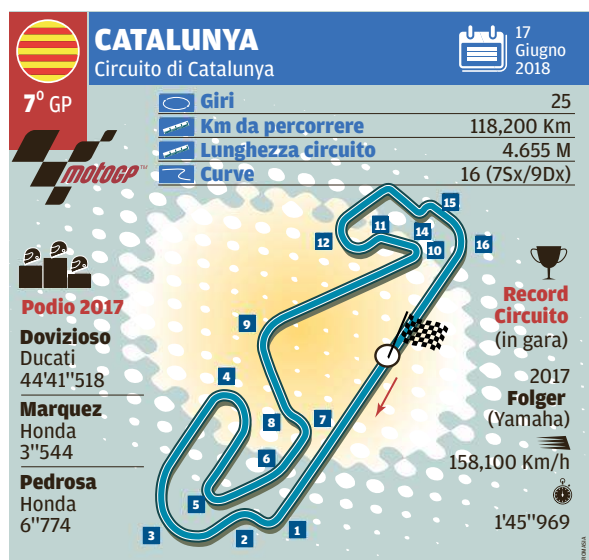 CATALUNYA
Circuito di Catalunya
17
Giugno
2018
7° GP
motoGP™
Giri 25
Km da percorrere 118,200 Km
Lunghezza circuito 4.655 M
Curve 16 (7Sx/9Dx)
15
11
14
12
10
16
9
4
7
8
6
5
3
2
1
Podio 2017
Dovizioso
Ducati
44'41"518
Marquez
Honda
3"544
Pedrosa
Honda
6"774
Record
Circuito
(in gara)
2017
Folger
(Yamaha)
158,100 Km/h
1'45"969